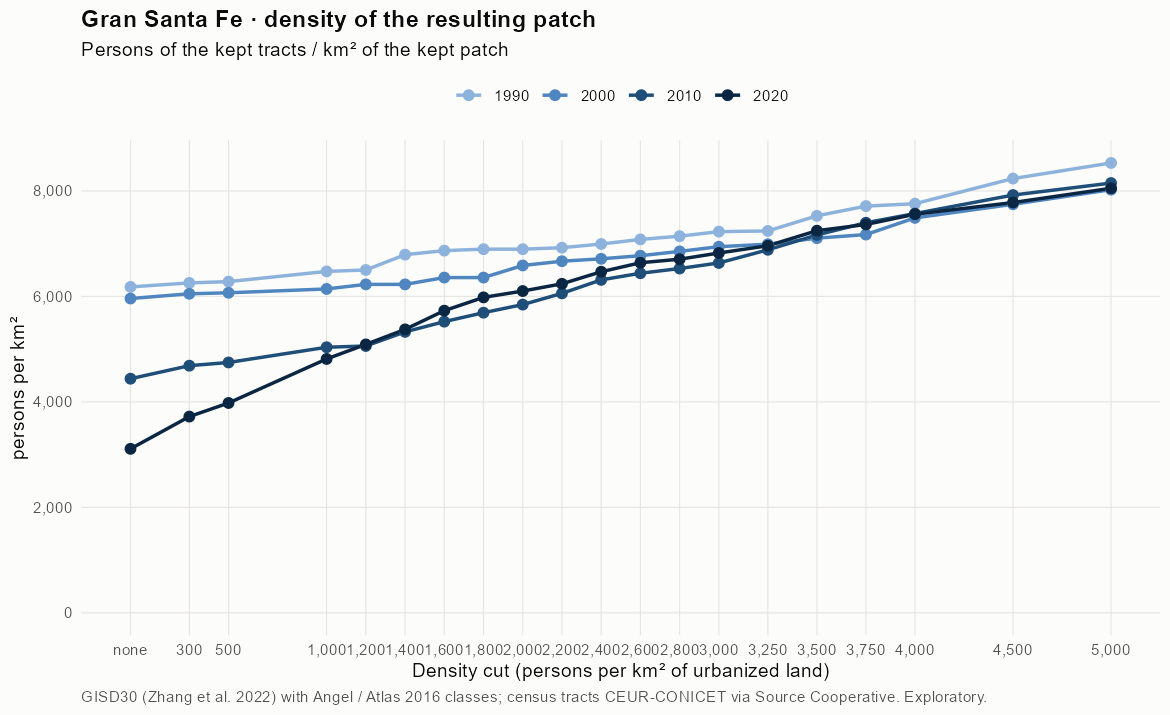 Gran Santa Fe · density of the resulting patch
Persons of the kept tracts / km² of the kept patch
1990 2000 2010 2020
8,000
6,000
4,000
2,000
0
persons per km²
none 300 500 1,000 1,200 1,400 1,600 1,800 2,000 2,200 2,400 2,600 2,800 3,000 3,250 3,500 3,750 4,000 4,500 5,000
Density cut (persons per km² of urbanized land)
GISD30 (Zhang et al. 2022) with Angel / Atlas 2016 classes; census tracts CEUR-CONICET via Source Cooperative. Exploratory.